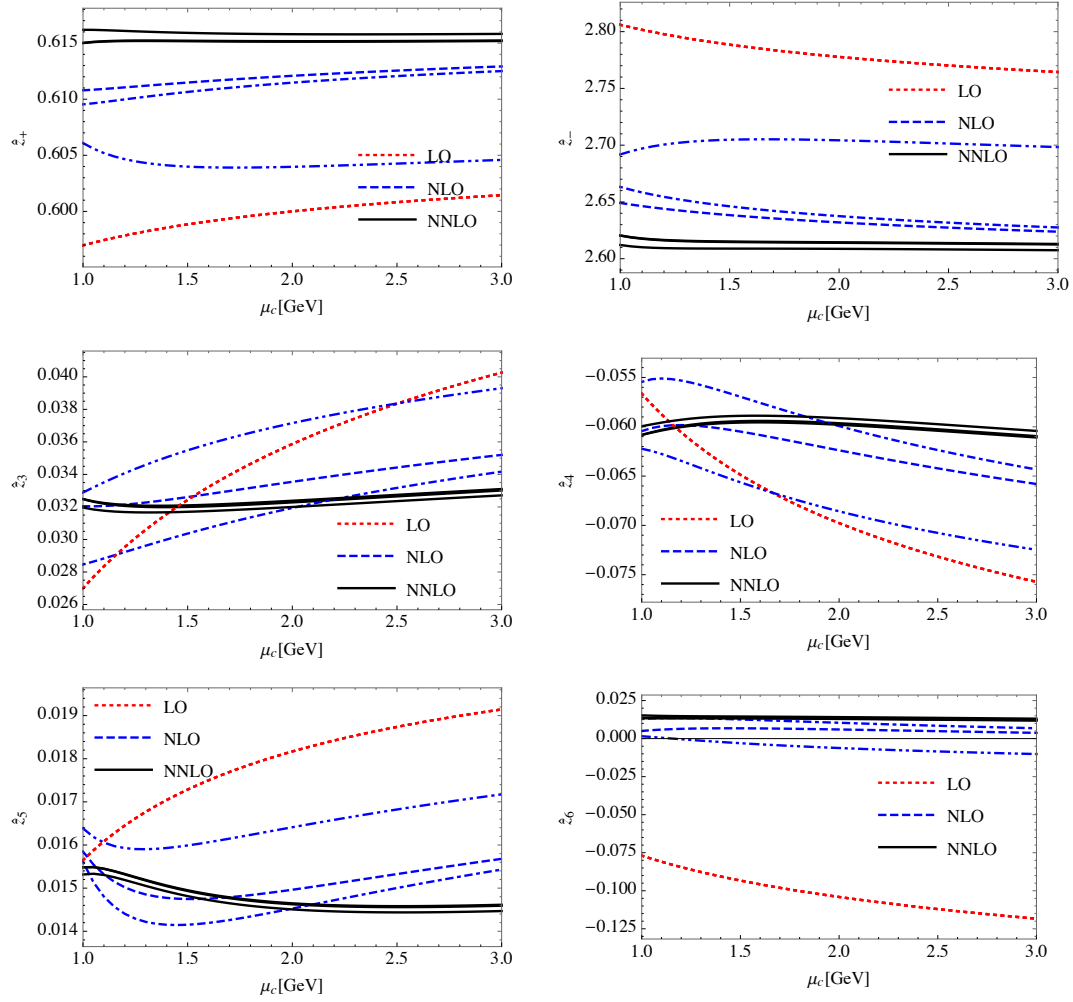 0.615
0.610
0.605
0.600
ẑ+
LO
NLO
NNLO
1.0 1.5 2.0 2.5 3.0
μc[GeV]
2.80
2.75
2.70
2.65
2.60
ẑ−
LO
NLO
NNLO
1.0 1.5 2.0 2.5 3.0
μc[GeV]
0.040
0.038
0.036
0.034
0.032
0.030
0.028
0.026
ẑ3
LO
NLO
NNLO
1.0 1.5 2.0 2.5 3.0
μc[GeV]
−0.055
−0.060
−0.065
−0.070
−0.075
ẑ4
LO
NLO
NNLO
1.0 1.5 2.0 2.5 3.0
μc[GeV]
0.019
0.018
0.017
0.016
0.015
0.014
ẑ5
LO
NLO
NNLO
1.0 1.5 2.0 2.5 3.0
μc[GeV]
0.025
0.000
−0.025
−0.050
−0.075
−0.100
−0.125
ẑ6
LO
NLO
NNLO
1.0 1.5 2.0 2.5 3.0
μc[GeV]